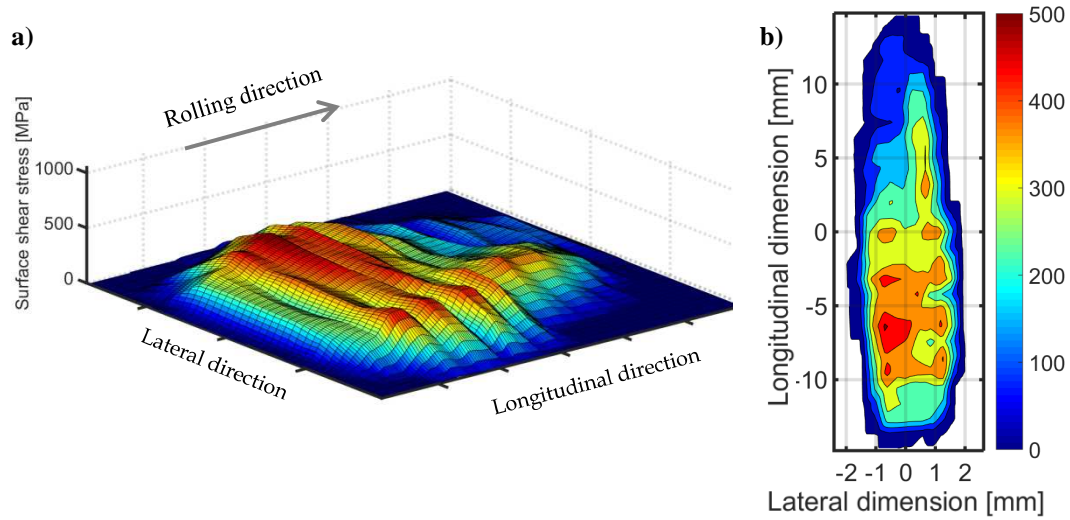 a)
Rolling direction
Surface shear stress [MPa]
1000
500
0
Lateral direction
Longitudinal direction
b)
Longitudinal dimension [mm]
10
5
0
-5
-10
-2 -1 0 1 2
Lateral dimension [mm]
500
400
300
200
100
0